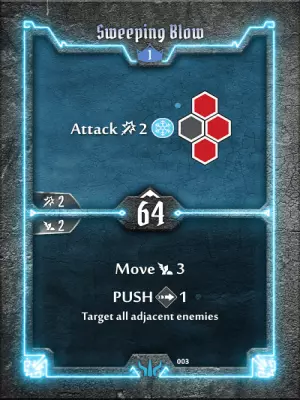 Sweeping Blow
1
Attack 2
2
64
2
Move 3
PUSH 1
Target all adjacent enemies
003